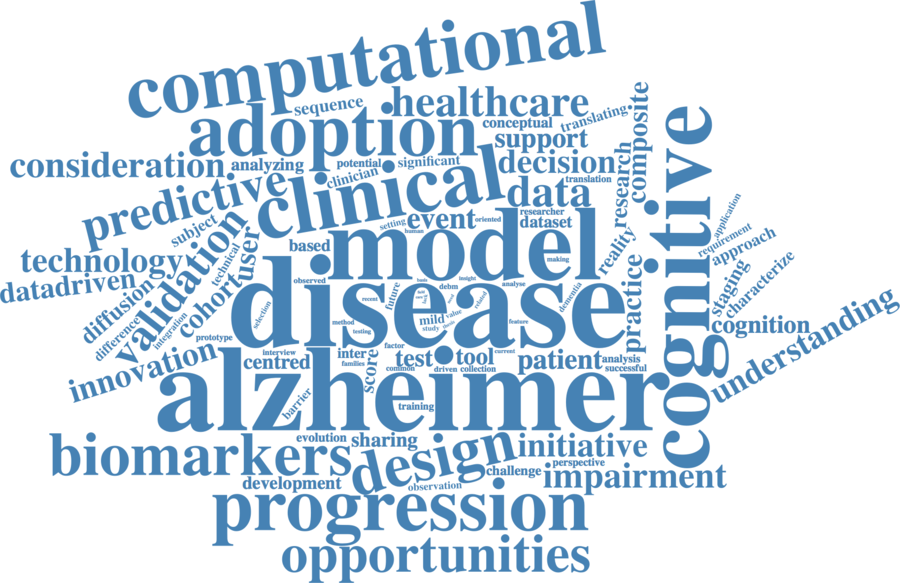 computational
sequence
healthcare
adoption
conceptual
translating
composite
support
consideration
analyzing
potential
significant
decision
research
cognitive
clinician
translation
predictive
clinical
data
subject
setting
event
oriented
researcher
dataset
human
application
requirement
approach
validation
user
based
model
making
reality
technology
technical
cohort
observed
disease
future
debm
insight
analyse
dementia
practice
staging
characterize
datadriven
diffusion
difference
integration
selection
recent
mild
value
related
study
feature
cognition
understanding
prototype
method
testing
innovation
interview
centred
inter
families
factor
score
common
test
driven
tool
collection
current
patient
analysis
successful
alzheimer
barrier
training
evolution
sharing
biomarkers
design
initiative
perspective
challenge
impairment
development
observation
progression
opportunities